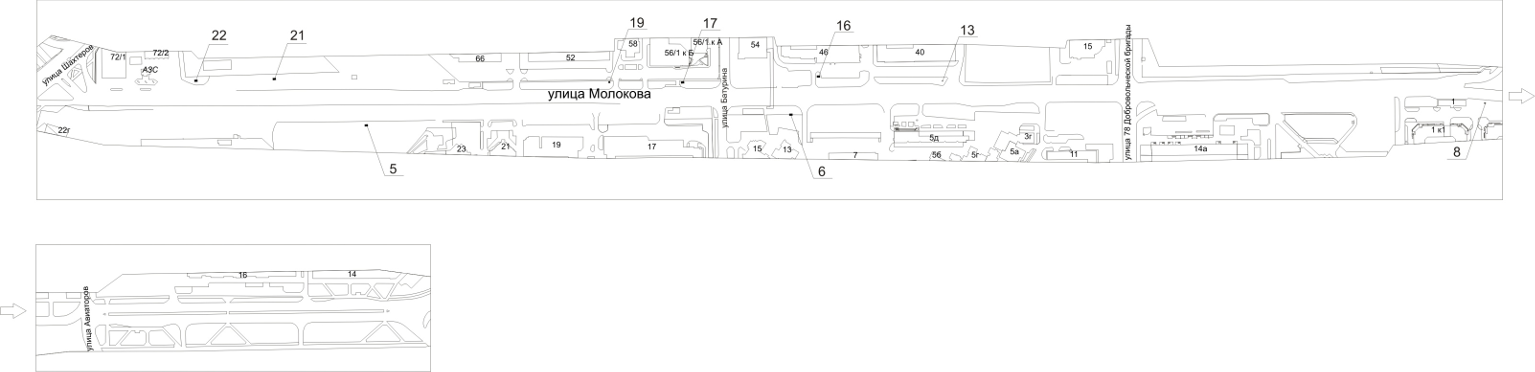 22
21
19
17
16
13
72/1
72/2
АЗС
66
52
58
56/1 к А
56/1 к Б
54
46
40
15
улица Шахтеров
улица Молокова
улица Батурина
улица 78 Добровольческой бригады
22г
23
21
19
17
15
13
7
5д
5б
5г
5а
3г
11
14а
1
1 к1
5
6
8
16
14
улица Авиаторов